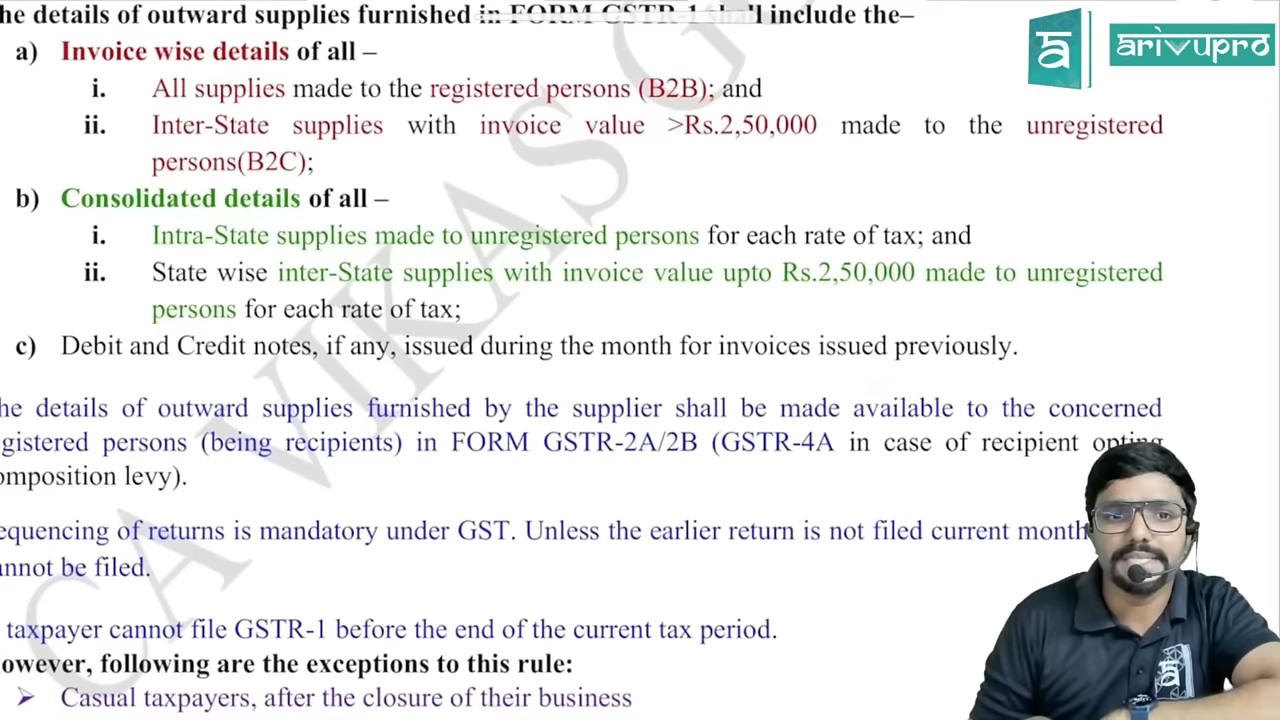 he details of outward supplies furnished in FORM GSTR-1 shall include the–
arivupro
a) Invoice wise details of all –
i. All supplies made to the registered persons (B2B); and
ii. Inter-State supplies with invoice value >Rs.2,50,000 made to the unregistered
persons(B2C);
b) Consolidated details of all –
i. Intra-State supplies made to unregistered persons for each rate of tax; and
ii. State wise inter-State supplies with invoice value upto Rs.2,50,000 made to unregistered
persons for each rate of tax;
c) Debit and Credit notes, if any, issued during the month for invoices issued previously.
he details of outward supplies furnished by the supplier shall be made available to the concerned
gistered persons (being recipients) in FORM GSTR-2A/2B (GSTR-4A in case of recipient opting
omposition levy).
equencing of returns is mandatory under GST. Unless the earlier return is not filed current month
nnot be filed.
taxpayer cannot file GSTR-1 before the end of the current tax period.
owever, following are the exceptions to this rule:
➢ Casual taxpayers, after the closure of their business
CA VIKAS G